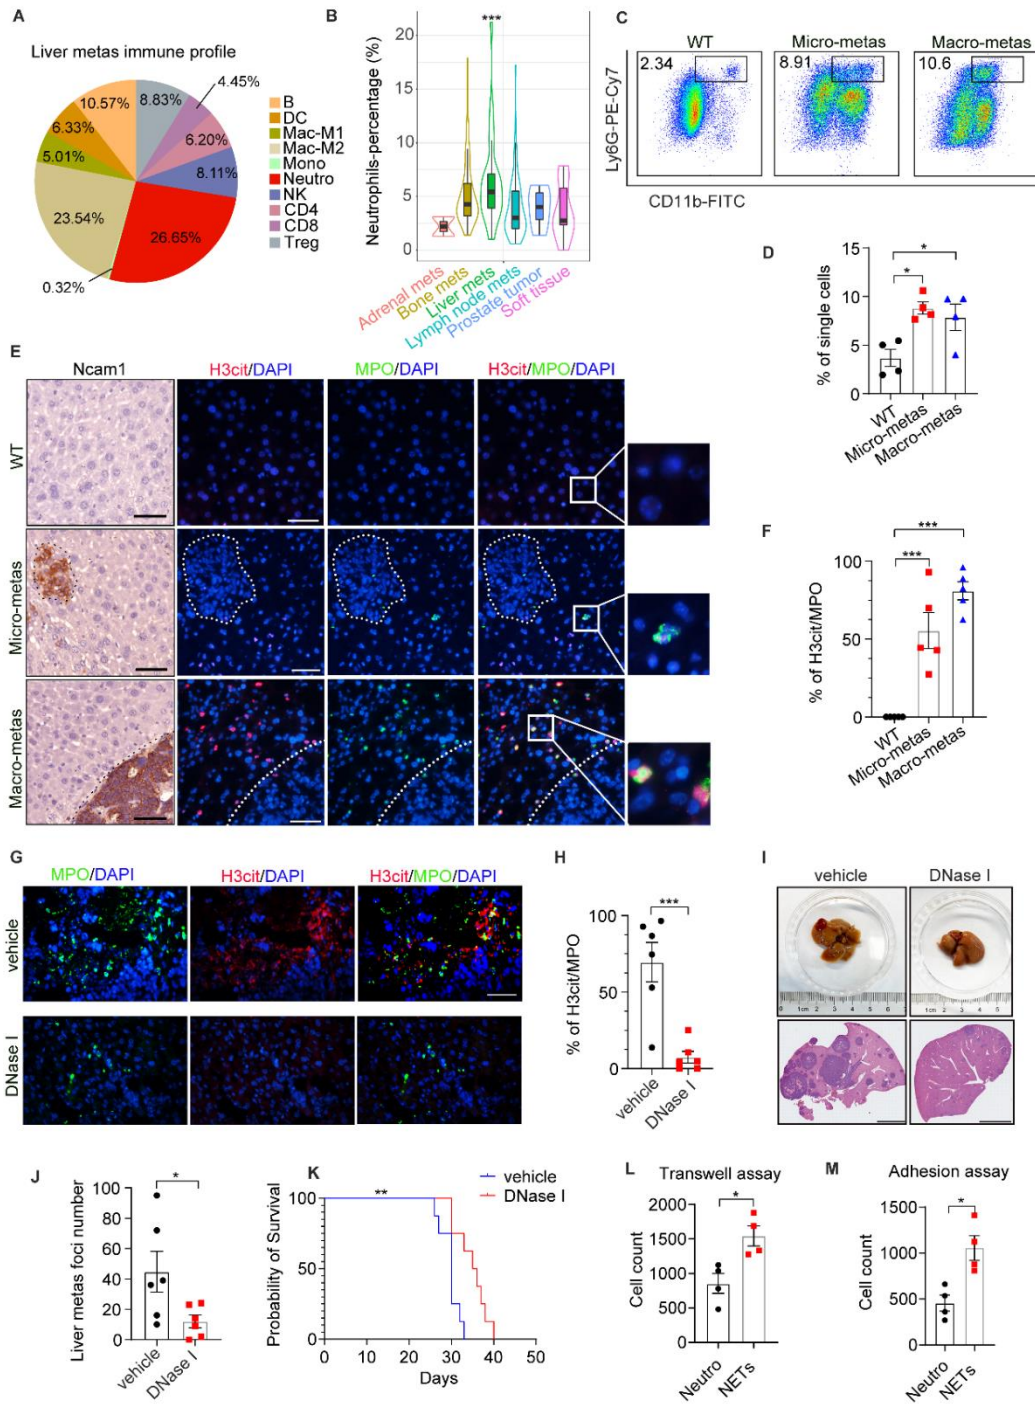 A
Liver metas immune profile
10.57%
8.83%
4.45%
6.33%
6.20%
5.01%
8.11%
23.54%
26.65%
0.32%
B
DC
Mac-M1
Mac-M2
Mono
Neutro
NK
CD4
CD8
Treg
B
***
Neutrophils-percentage (%)
20
15
10
5
0
Adrenal mets
Bone mets
Liver mets
Lymph node mets
Prostate tumor
Soft tissue
C
WT
Micro-metas
Macro-metas
2.34
8.91
10.6
Ly6G-PE-Cy7
CD11b-FITC
D
% of single cells
15
10
5
0
*
*
WT
Micro-metas
Macro-metas
E
Ncam1
H3cit/DAPI
MPO/DAPI
H3cit/MPO/DAPI
WT
Micro-metas
Macro-metas
F
% of H3cit/MPO
100
50
0
***
***
WT
Micro-metas
Macro-metas
G
MPO/DAPI
H3cit/DAPI
H3cit/MPO/DAPI
vehicle
DNase I
H
% of H3cit/MPO
100
50
0
***
vehicle
DNase I
I
vehicle
DNase I
J
Liver metas foci number
100
80
60
40
20
0
*
vehicle
DNase I
K
vehicle
DNase I
**
Probability of Survival
100
50
0
0 10 20 30 40 50
Days
L
Transwell assay
Cell count
2000
1500
1000
500
0
*
Neutro
NETs
M
Adhesion assay
Cell count
1500
1000
500
0
*
Neutro
NETs